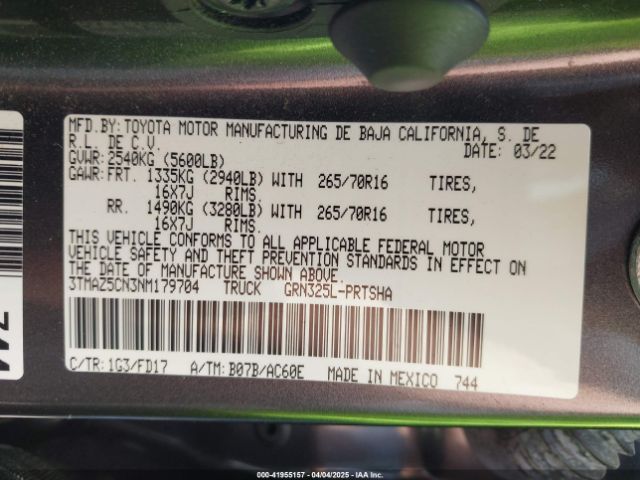 MFD.BY: TOYOTA MOTOR MANUFACTURING DE BAJA CALIFORNIA, S. DE
R.L. DE C.V. DATE: 03/22
GVWR: 2540KG (5600LB)
GAWR: FRT. 1335KG (2940LB) WITH 265/70R16 TIRES,
16X7J RIMS.
RR. 1490KG (3280LB) WITH 265/70R16 TIRES,
16X7J RIMS.
THIS VEHICLE CONFORMS TO ALL APPLICABLE FEDERAL MOTOR
VEHICLE SAFETY AND THEFT PREVENTION STANDARDS IN EFFECT ON
THE DATE OF MANUFACTURE SHOWN ABOVE.
3TMAZ5CN3NM179704 TRUCK GRN325L-PRTSHA
C/TR: 1G3/FD17 A/TM: B07B/AC60E MADE IN MEXICO 744
000-41955157 - 04/04/2025 - IAA